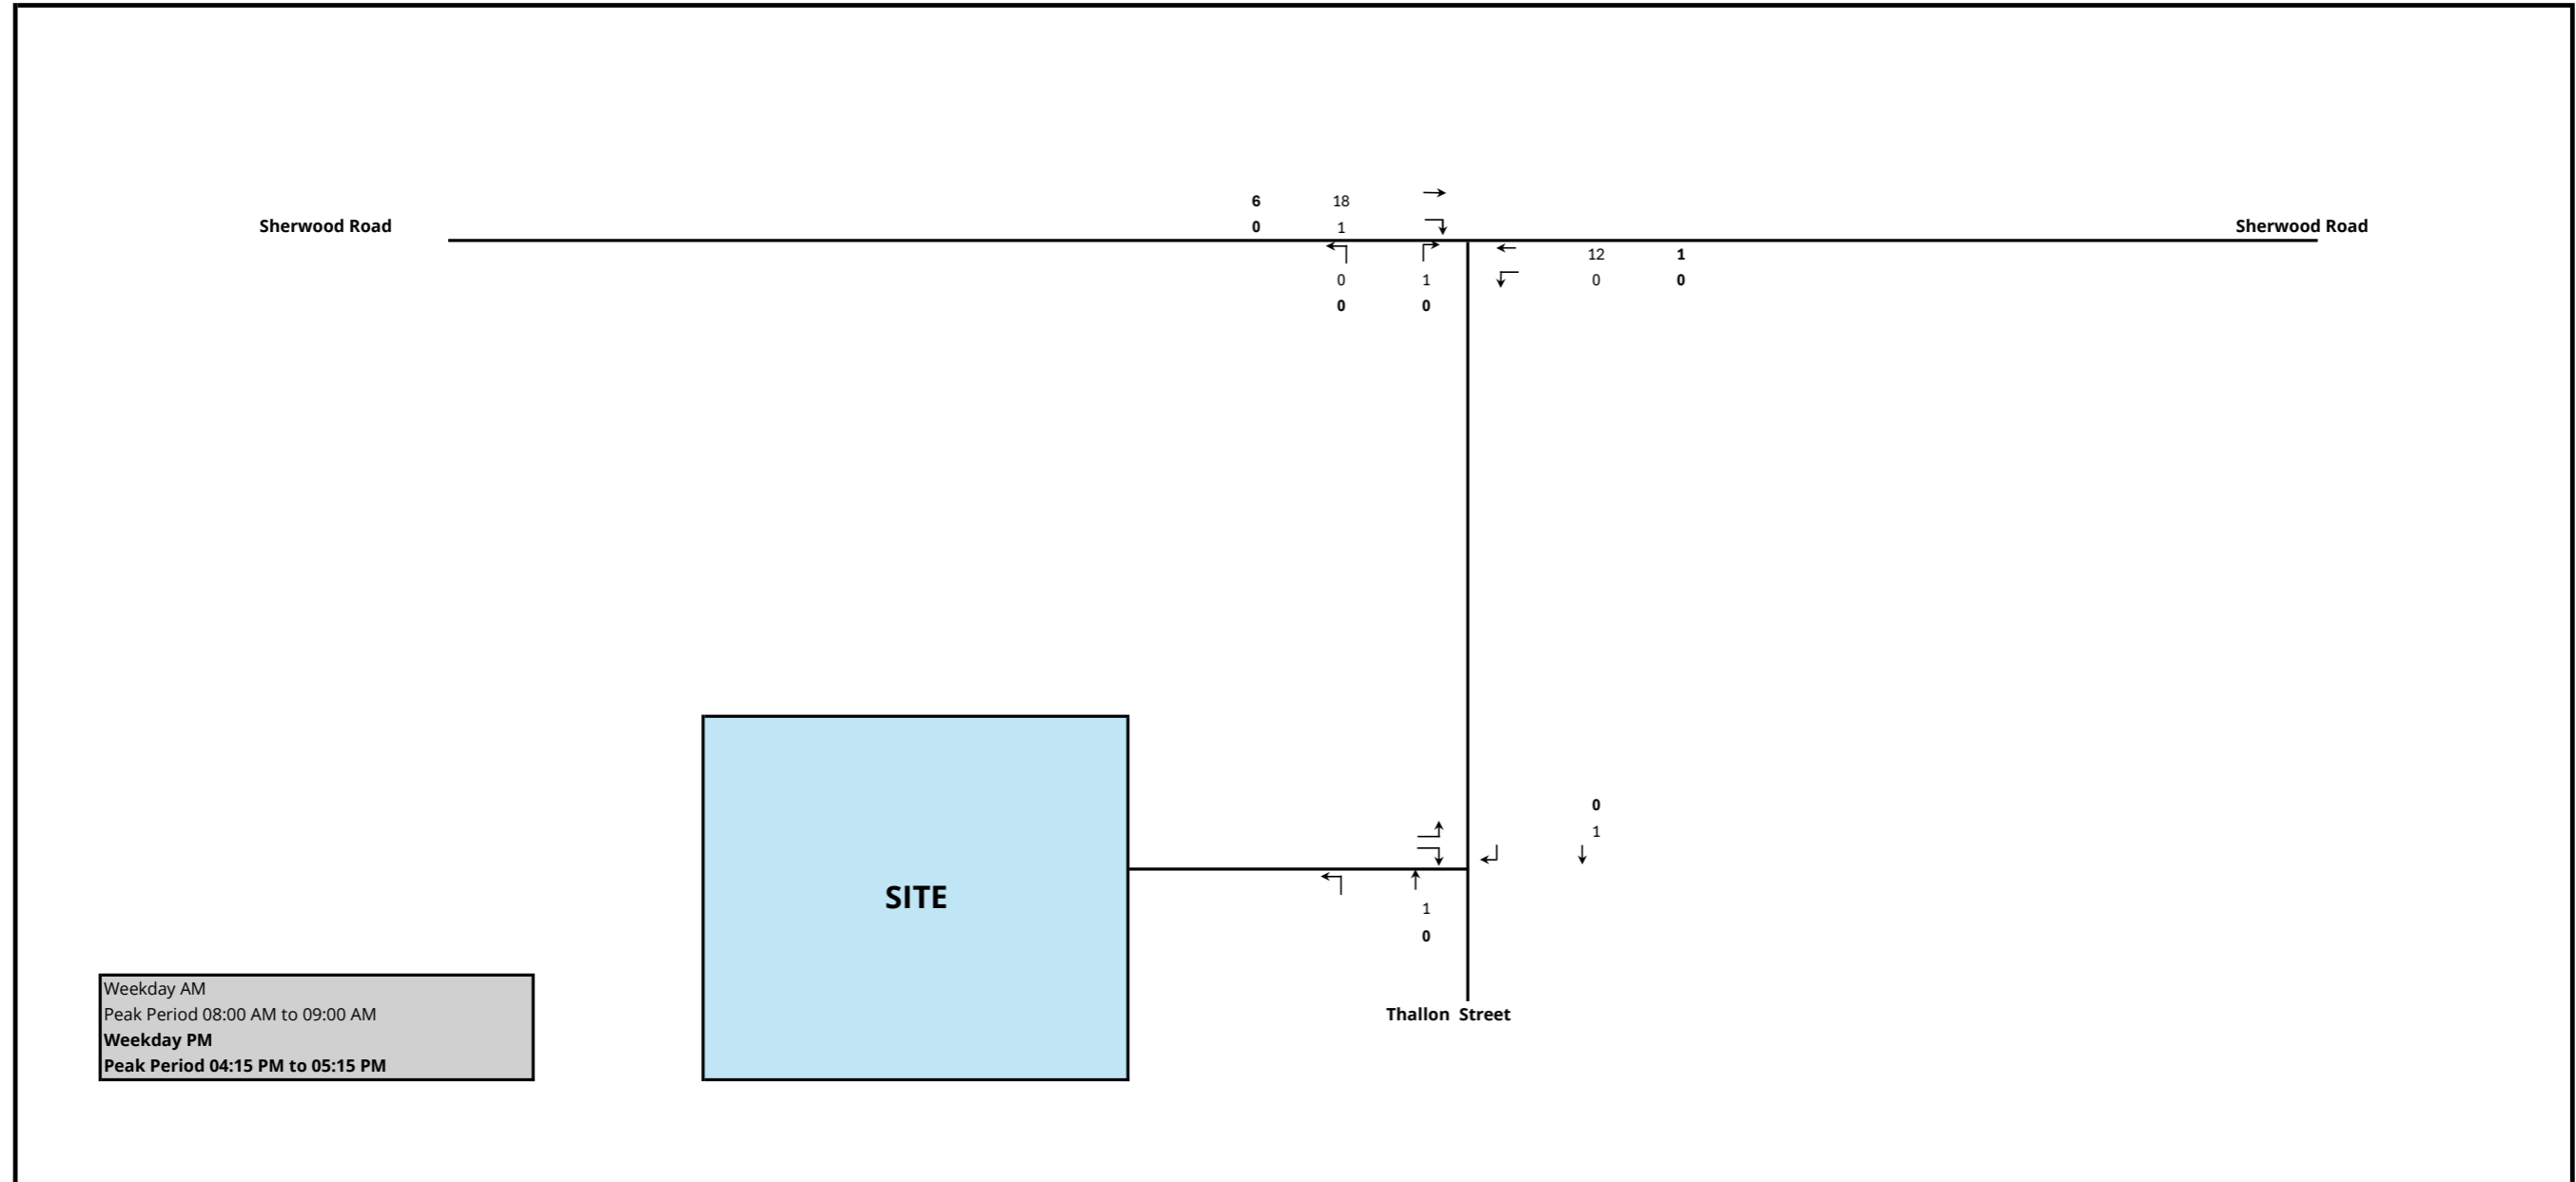 6 18
Sherwood Road 0 1 Sherwood Road
12 1
0 1 0 0
0 0
0
1
SITE
1
0
Weekday AM
Peak Period 08:00 AM to 09:00 AM
Weekday PM
Peak Period 04:15 PM to 05:15 PM
Thallon Street